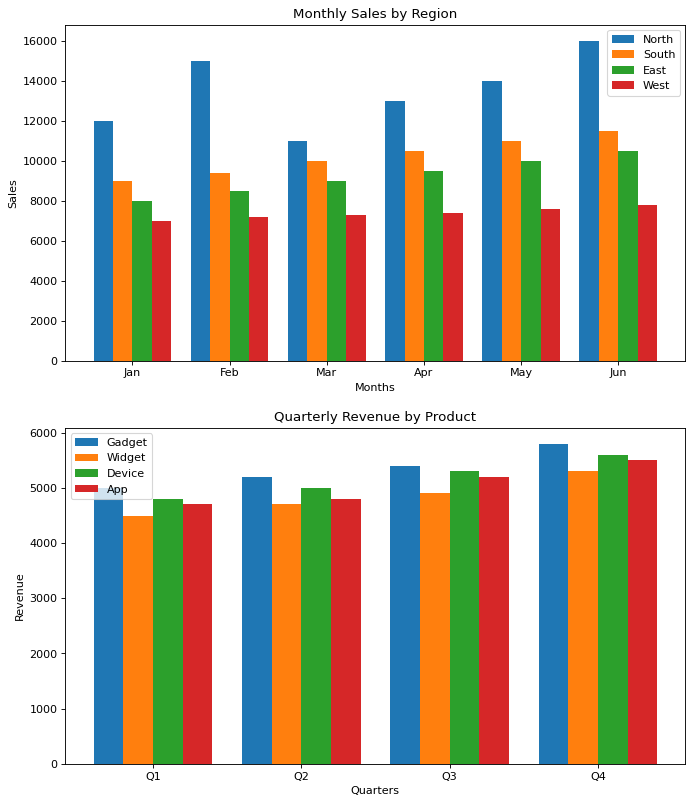 Monthly Sales by Region
16000
14000
12000
10000
8000
6000
4000
2000
0
Sales
North
South
East
West
Jan Feb Mar Apr May Jun
Months
Quarterly Revenue by Product
6000
5000
4000
3000
2000
1000
0
Revenue
Gadget
Widget
Device
App
Q1 Q2 Q3 Q4
Quarters